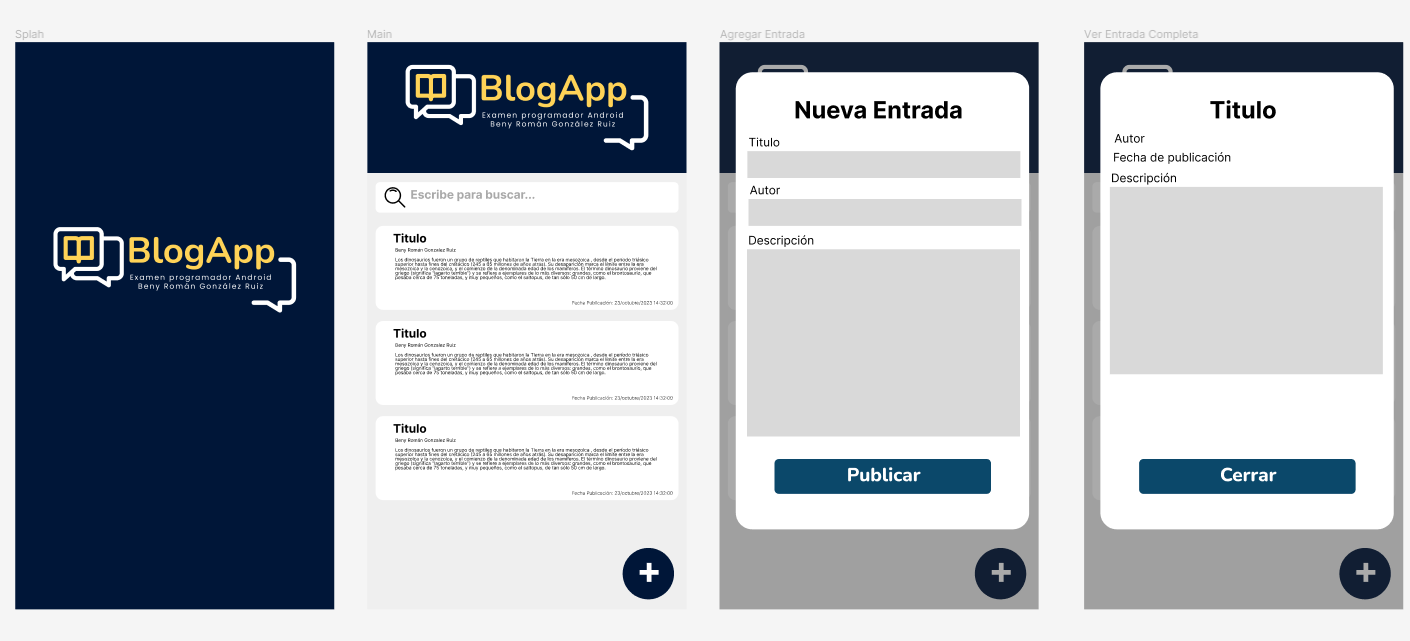 Splah
BlogApp
Examen programador Android
Beny Román González Ruiz
Main
BlogApp
Examen programador Android
Beny Román González Ruiz
Escribe para buscar...
Titulo
Beny Román Gonzalez Ruiz
Los dinosaurios fueron un grupo de reptiles que habitaron la Tierra en la era mesozoica , desde el periodo triásico
superior hasta fines del cretácico (245 a 65 millones de años atrás). Su desaparición marca el límite entre la era
mesozoica y la cenozoica, y el comienzo de la denominada edad de los mamíferos. El término dinosaurio proviene del
griego (significa "lagarto terrible") y se refiere a ejemplares de lo más diversos: grandes, como el brontosaurio, que
pesaba cerca de 75 toneladas, y muy pequeños, como el saltopus, de tan sólo 60 cm de largo.
Fecha Publicación: 23/octubre/2023 14:32:00
Titulo
Beny Román Gonzalez Ruiz
Los dinosaurios fueron un grupo de reptiles que habitaron la Tierra en la era mesozoica , desde el periodo triásico
superior hasta fines del cretácico (245 a 65 millones de años atrás). Su desaparición marca el límite entre la era
mesozoica y la cenozoica, y el comienzo de la denominada edad de los mamíferos. El término dinosaurio proviene del
griego (significa "lagarto terrible") y se refiere a ejemplares de lo más diversos: grandes, como el brontosaurio, que
pesaba cerca de 75 toneladas, y muy pequeños, como el saltopus, de tan sólo 60 cm de largo.
Fecha Publicación: 23/octubre/2023 14:32:00
Titulo
Beny Román Gonzalez Ruiz
Los dinosaurios fueron un grupo de reptiles que habitaron la Tierra en la era mesozoica , desde el periodo triásico
superior hasta fines del cretácico (245 a 65 millones de años atrás). Su desaparición marca el límite entre la era
mesozoica y la cenozoica, y el comienzo de la denominada edad de los mamíferos. El término dinosaurio proviene del
griego (significa "lagarto terrible") y se refiere a ejemplares de lo más diversos: grandes, como el brontosaurio, que
pesaba cerca de 75 toneladas, y muy pequeños, como el saltopus, de tan sólo 60 cm de largo.
Fecha Publicación: 23/octubre/2023 14:32:00
+
Agregar Entrada
Nueva Entrada
Titulo
Autor
Descripción
Publicar
+
Ver Entrada Completa
Titulo
Autor
Fecha de publicación
Descripción
Cerrar
+